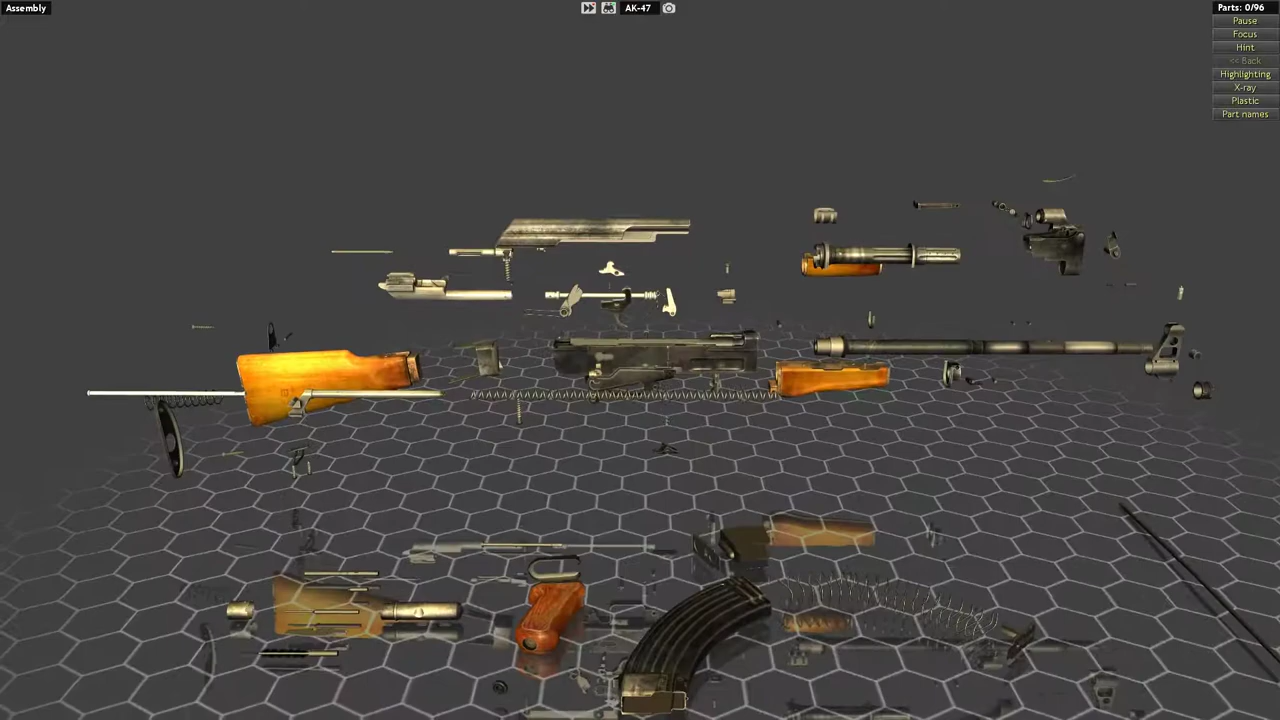 Assembly
AK-47
Parts: 0/96
Pause
Focus
Hint
<< Back
Highlighting
X-ray
Plastic
Part names